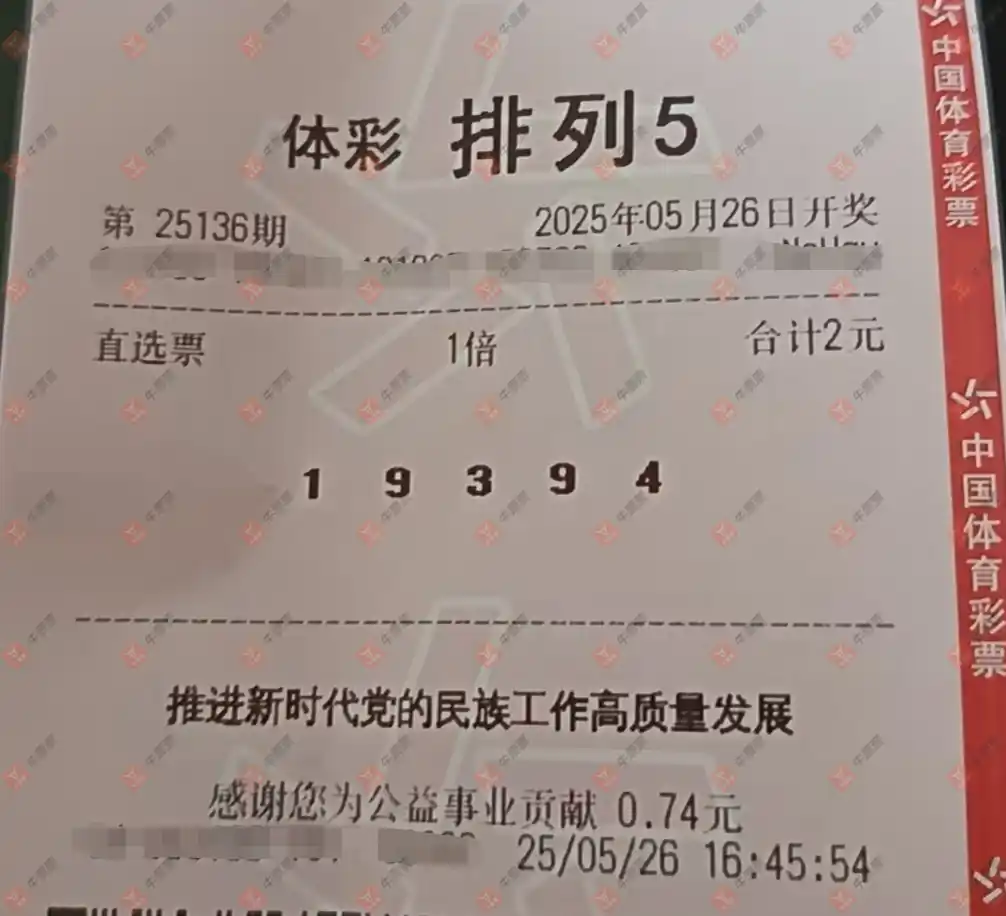 体彩 排列5
第 25136期 2025年05月26日开奖
直选票 1倍 合计2元
1 9 3 9 4
推进新时代党的民族工作高质量发展
感谢您为公益事业贡献 0.74元
25/05/26 16:45:54
中国体育彩票
中国体育彩票